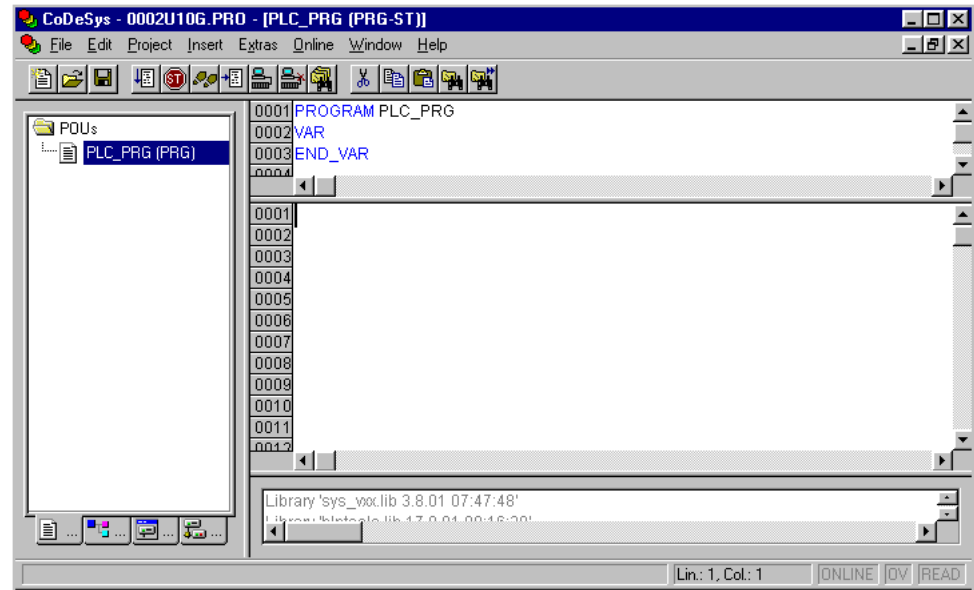 CoDeSys - 0002U10G.PRO - [PLC_PRG (PRG-ST)]
File Edit Project Insert Extras Online Window Help
POUs
PLC_PRG (PRG)
0001 PROGRAM PLC_PRG
0002 VAR
0003 END_VAR
0004
0001
0002
0003
0004
0005
0006
0007
0008
0009
0010
0011
0012
Library 'sys_vxx.lib 3.8.01 07:47:48'
... ... ... ...
Lin.: 1, Col.: 1 ONLINE OV READ